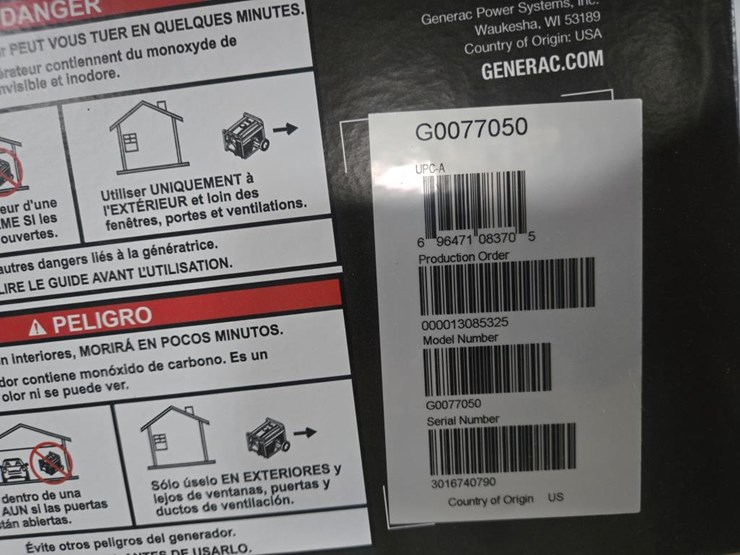 DANGER
PEUT VOUS TUER EN QUELQUES MINUTES.
contiennent du monoxyde de
et inodore.
Utiliser UNIQUEMENT à
l'EXTÉRIEUR et loin des
fenêtres, portes et ventilations.
d'une
SI les
ouvertes.
autres dangers liés à la génératrice.
LIRE LE GUIDE AVANT L'UTILISATION.
PELIGRO
interiores, MORIRÁ EN POCOS MINUTOS.
contiene monóxido de carbono. Es un
olor ni se puede ver.
dentro de una
AUN si las puertas
abiertas.
Sólo úselo EN EXTERIORES y
lejos de ventanas, puertas y
ductos de ventilación.
Evite otros peligros del generador.
DE USARLO.
Generac Power Systems, Inc.
Waukesha, WI 53189
Country of Origin: USA
GENERAC.COM
G0077050
UPC-A
6 96471 08370 5
Production Order
000013085325
Model Number
G0077050
Serial Number
3016740790
Country of Origin US